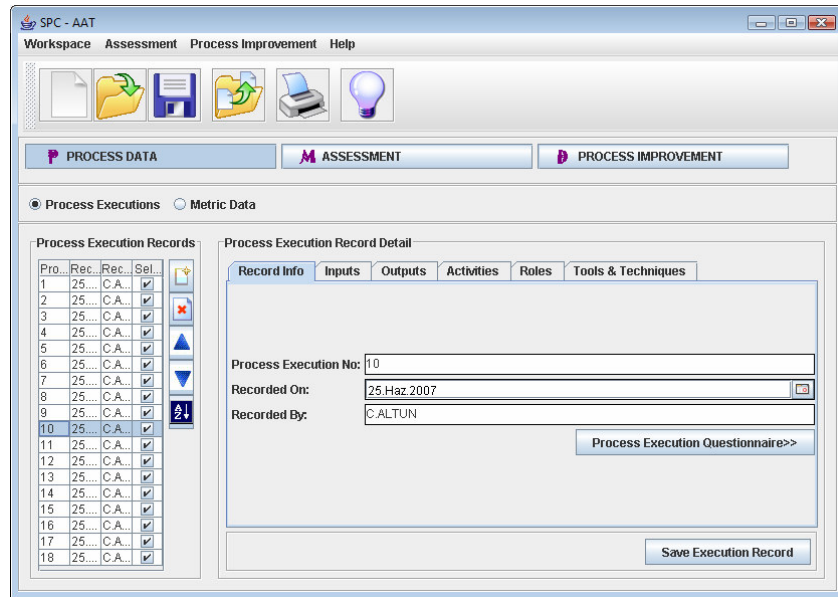 SPC - AAT
Workspace Assessment Process Improvement Help
P PROCESS DATA M ASSESSMENT PROCESS IMPROVEMENT
Process Executions Metric Data
Process Execution Records
Process Execution Record Detail
Pro... Rec... Rec... Sel...
1 25.... C.A...
2 25.... C.A...
3 25.... C.A...
4 25.... C.A...
5 25.... C.A...
6 25.... C.A...
7 25.... C.A...
8 25.... C.A...
9 25.... C.A...
10 25.... C.A...
11 25.... C.A...
12 25.... C.A...
13 25.... C.A...
14 25.... C.A...
15 25.... C.A...
16 25.... C.A...
17 25.... C.A...
18 25.... C.A...
A
Z
Record Info Inputs Outputs Activities Roles Tools & Techniques
Process Execution No: 10
Recorded On: 25.Haz.2007
Recorded By: C.ALTUN
Process Execution Questionnaire>>
Save Execution Record